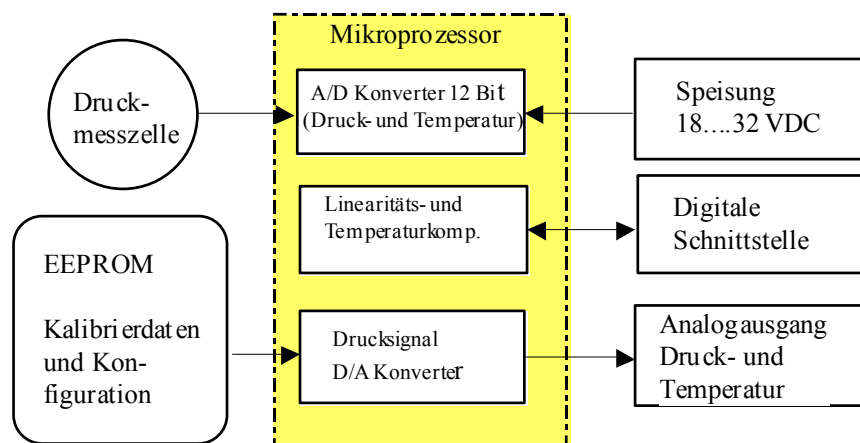 Mikroprozessor
Druck-
messzelle
A/D Konverter 12 Bit
(Druck- und Temperatur)
Speisung
18....32 VDC
Linearitäts- und
Temperaturkomp.
Digitale
Schnittstelle
EEPROM
Kalibrierdaten
und Kon-
figuration
Drucksignal
D/A Konverter
Analogausgang
Druck- und
Temperatur